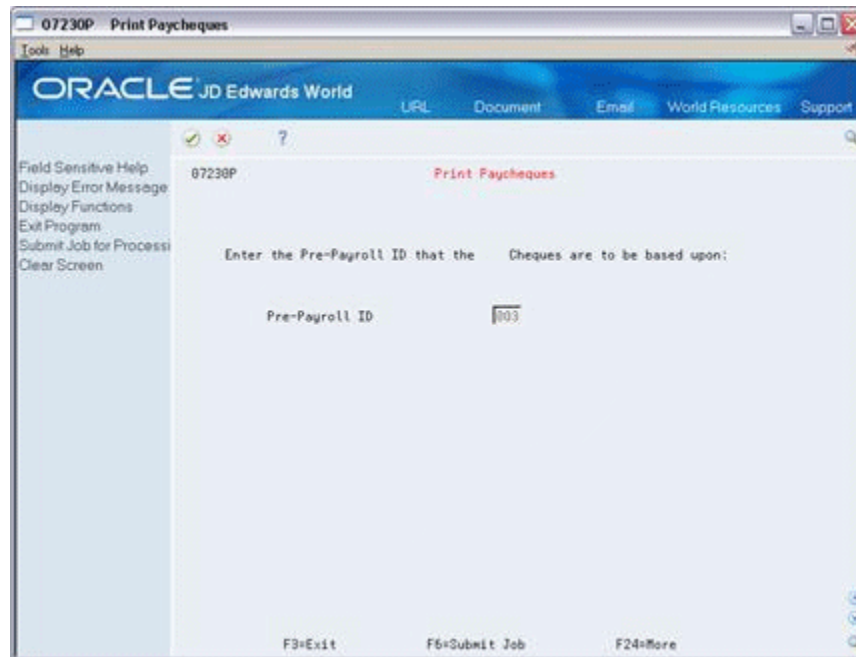 07230P Print Paycheques
Tools Help
ORACLE JD Edwards World
URL Document Email World Resources Support
?
Field Sensitive Help
Display Error Message
Display Functions
Exit Program
Submit Job for Processi
Clear Screen
07230P Print Paycheques
Enter the Pre-Payroll ID that the Cheques are to be based upon:
Pre-Payroll ID 003
F3=Exit F6=Submit Job F24=More